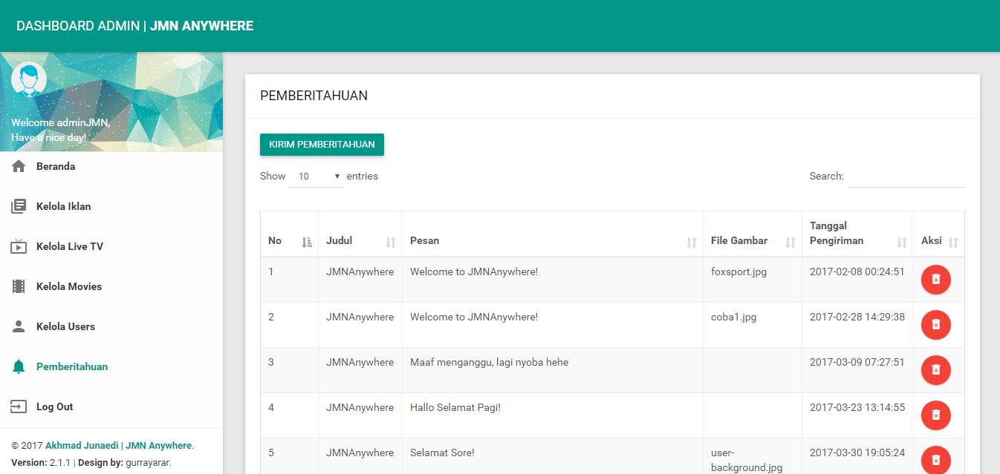 DASHBOARD ADMIN | JMN ANYWHERE
Welcome adminJMN,
Have a nice day!
Beranda
Kelola Iklan
Kelola Live TV
Kelola Movies
Kelola Users
Pemberitahuan
Log Out
© 2017 Akhmad Junaedi | JMN Anywhere.
Version: 2.1.1 | Design by: gurrayarar.
PEMBERITAHUAN
KIRIM PEMBERITAHUAN
Show 10 entries
Search:
No Judul Pesan File Gambar Tanggal Pengiriman Aksi
1 JMNAnywhere Welcome to JMNAnywhere! foxsport.jpg 2017-02-08 00:24:51
2 JMNAnywhere Welcome to JMNAnywhere! coba1.jpg 2017-02-28 14:29:38
3 JMNAnywhere Maaf menganggu, lagi nyoba hehe 2017-03-09 07:27:51
4 JMNAnywhere Hallo Selamat Pagi! 2017-03-23 13:14:55
5 JMNAnywhere Selamat Sore! user-background.jpg 2017-03-30 19:05:24